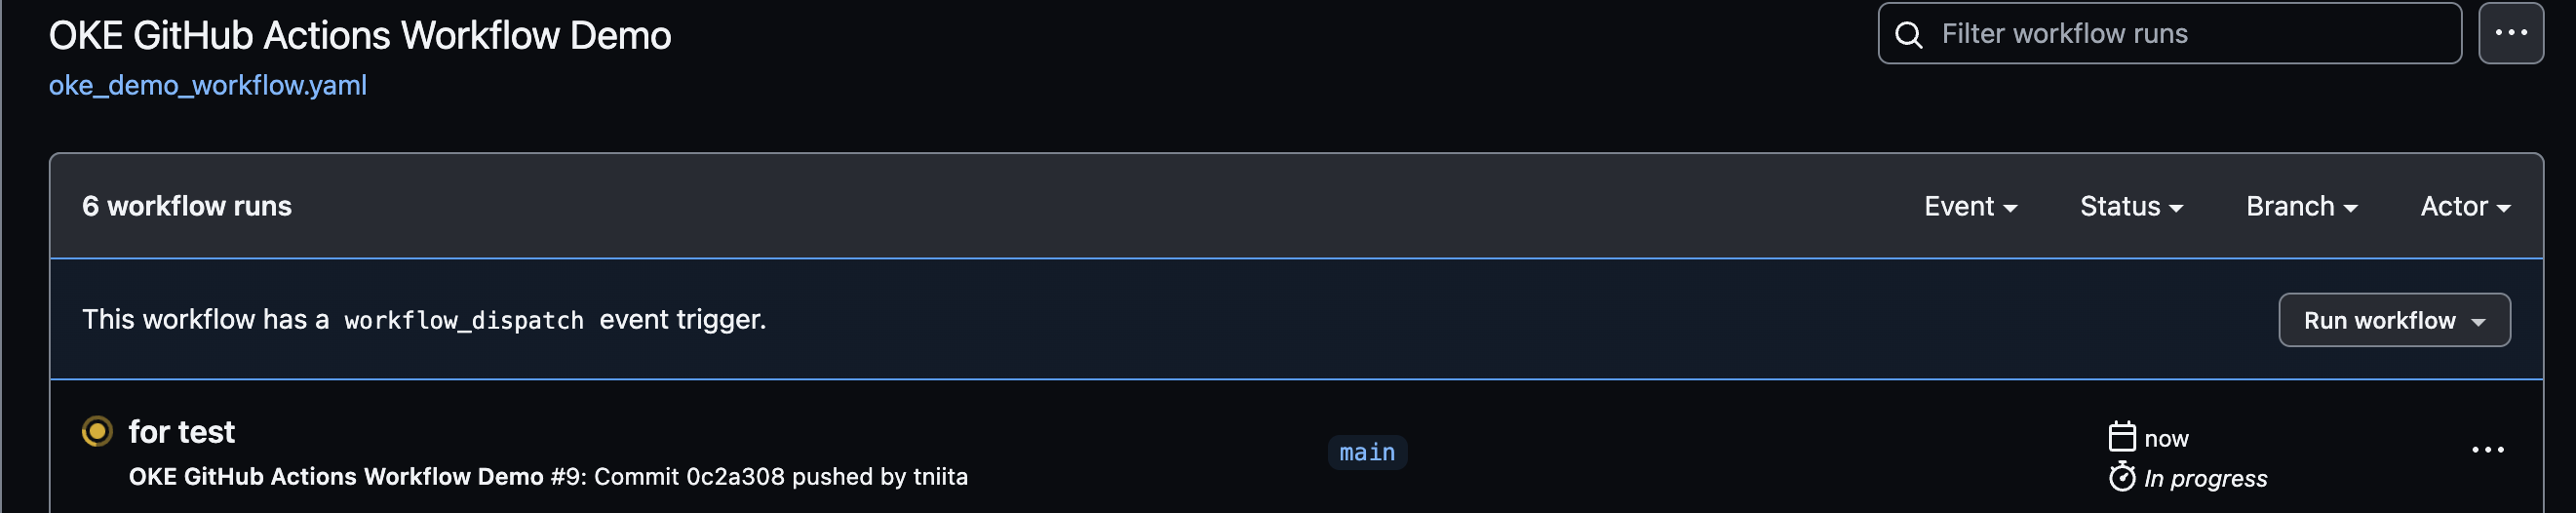 OKE GitHub Actions Workflow Demo
Filter workflow runs
oke_demo_workflow.yaml
6 workflow runs
Event
Status
Branch
Actor
This workflow has a workflow_dispatch event trigger.
Run workflow
for test
main
now
OKE GitHub Actions Workflow Demo #9: Commit 0c2a308 pushed by tniita
In progress